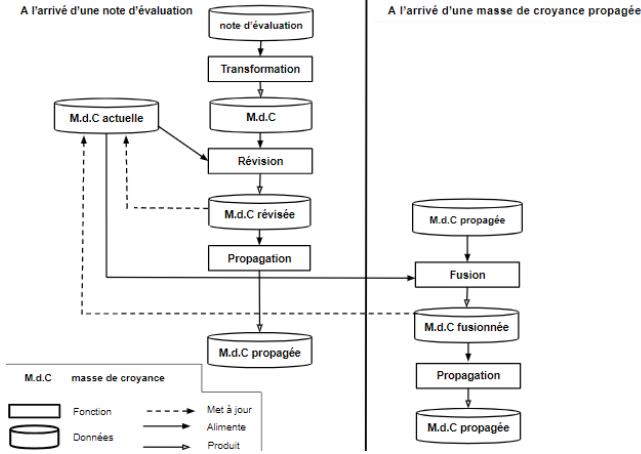 A l'arrivé d'une note d'évaluation
note d'évaluation
Transformation
M.d.C actuelle
M.d.C
Révision
M.d.C révisée
Propagation
M.d.C propagée
A l'arrivé d'une masse de croyance propagée
M.d.C propagée
Fusion
M.d.C fusionnée
Propagation
M.d.C propagée
M.d.C masse de croyance
Fonction
Met à jour
Données
Alimente
Produit